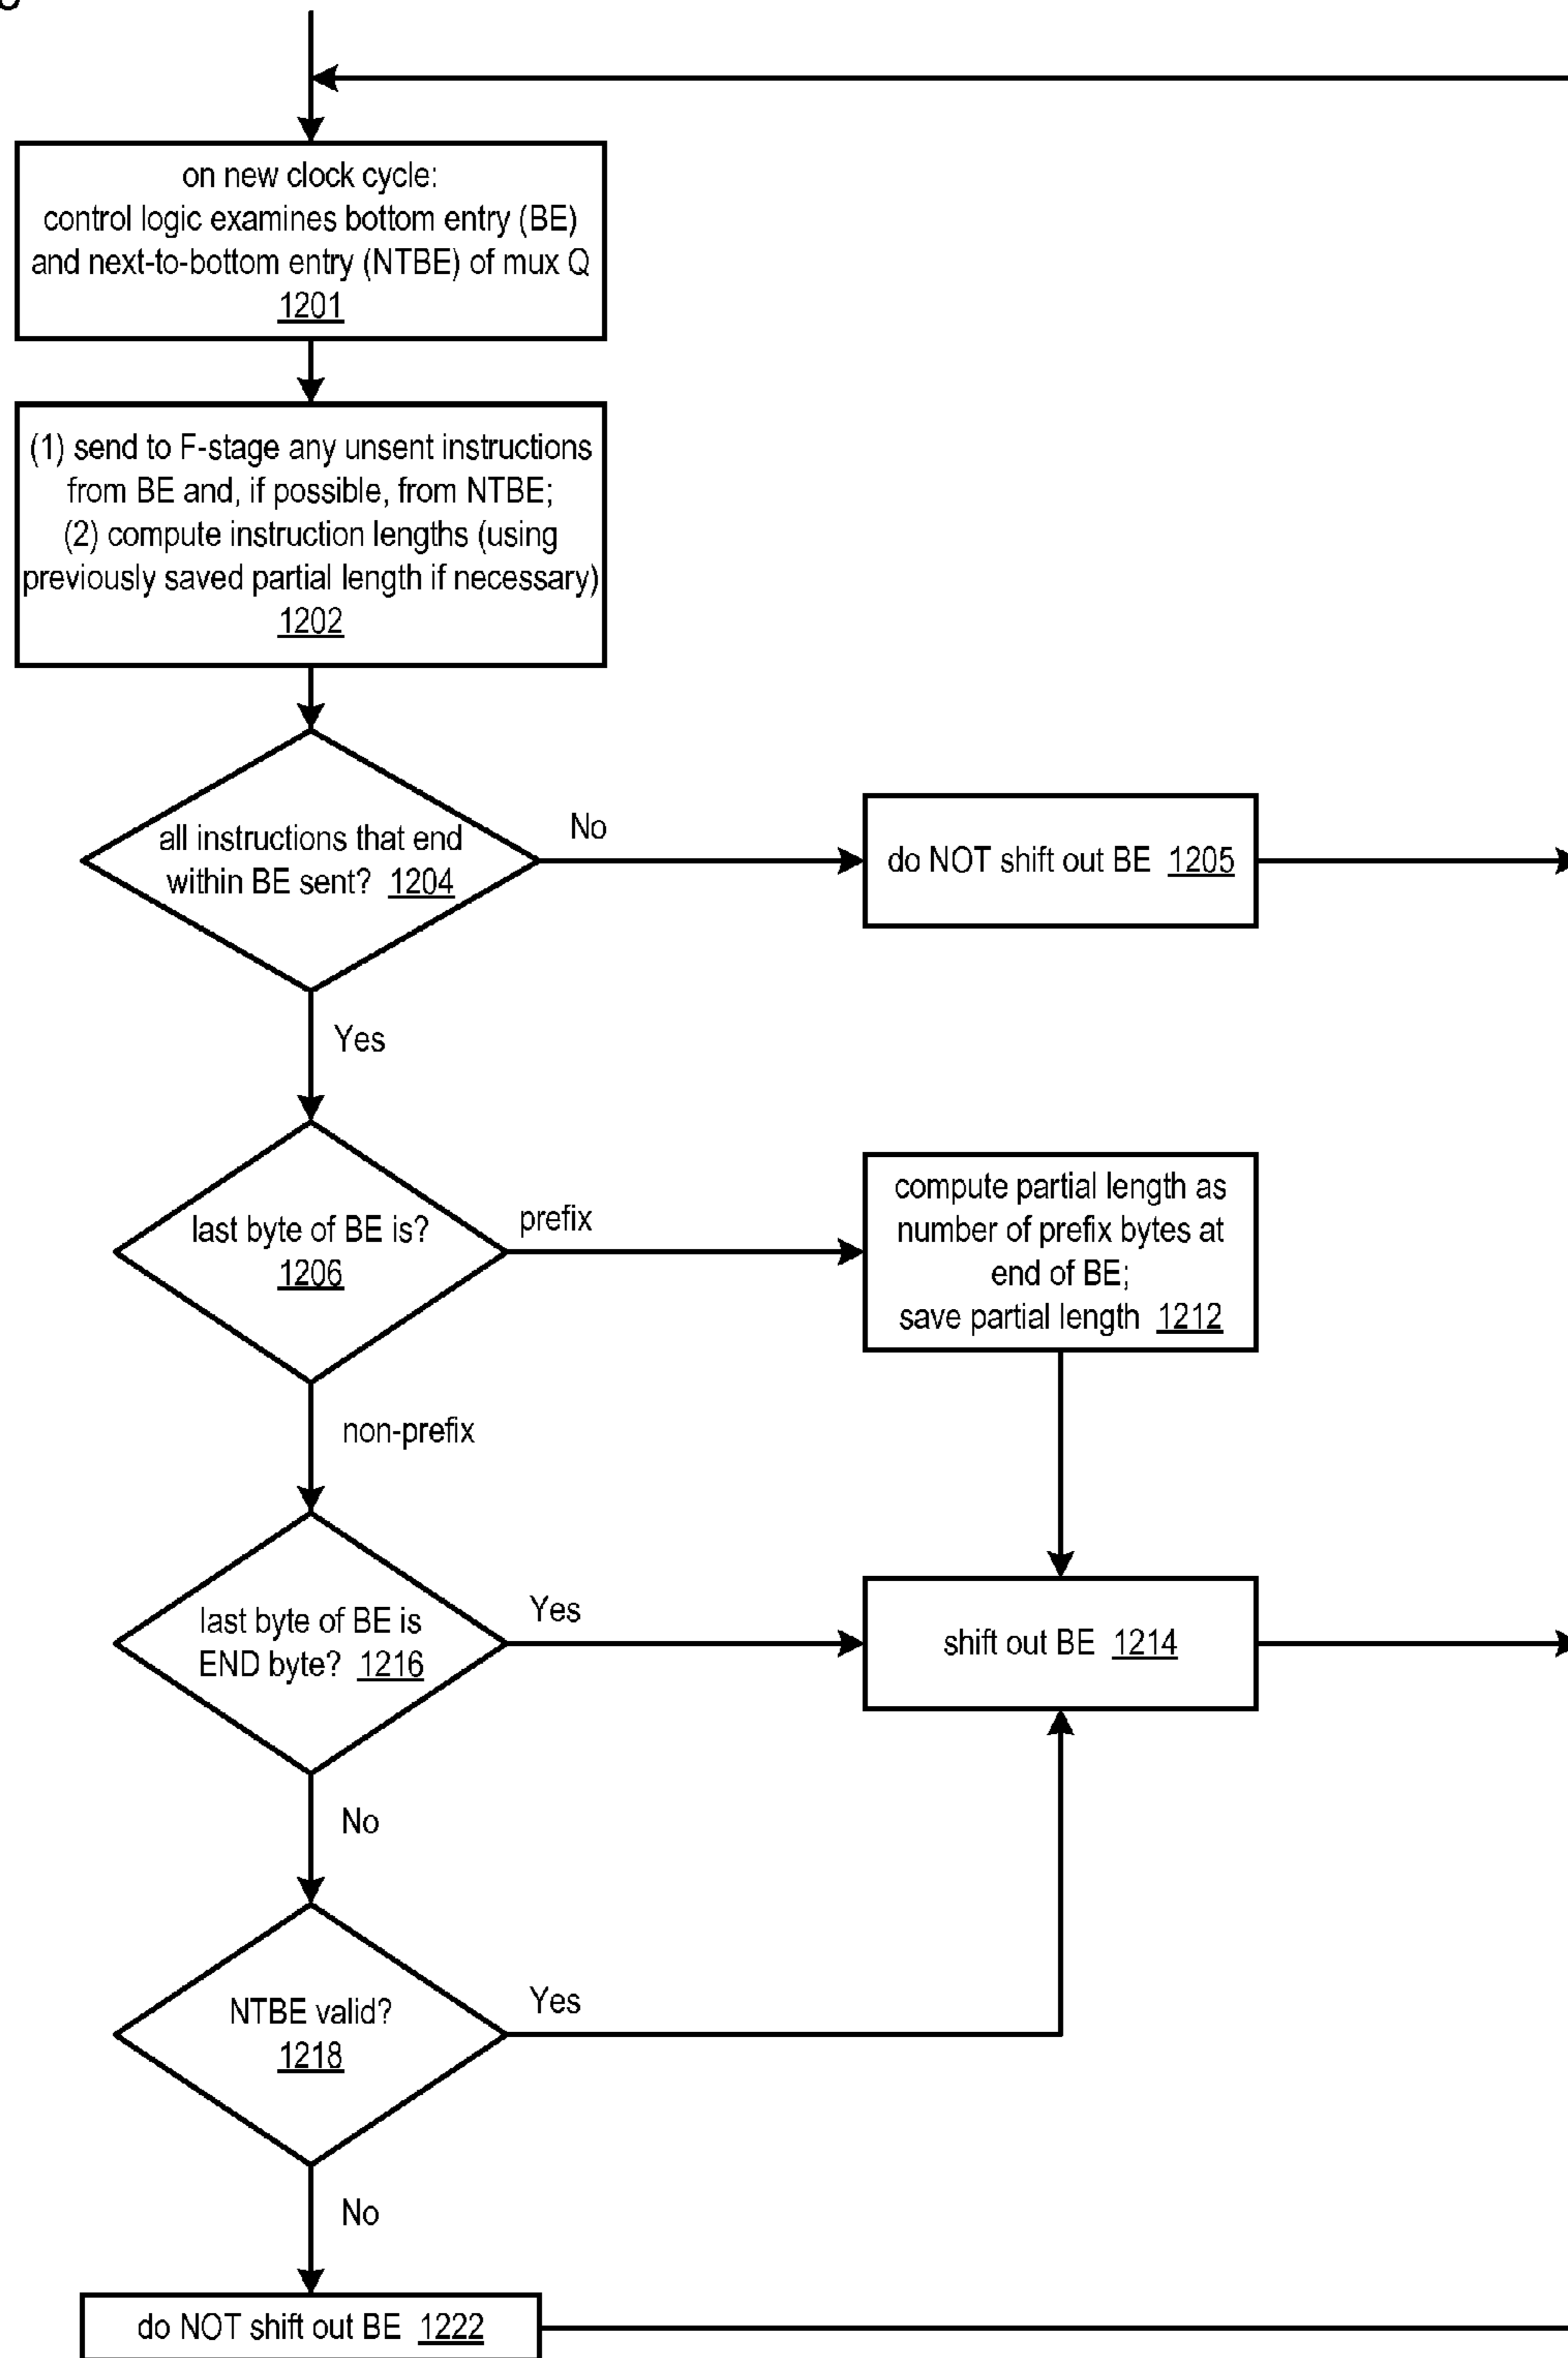 on new clock cycle:
control logic examines bottom entry (BE)
and next-to-bottom entry (NTBE) of mux Q
1201
(1) send to F-stage any unsent instructions
from BE and, if possible, from NTBE;
(2) compute instruction lengths (using
previously saved partial length if necessary)
1202
all instructions that end
within BE sent? 1204
No
do NOT shift out BE 1205
Yes
last byte of BE is?
1206
prefix
compute partial length as
number of prefix bytes at
end of BE;
save partial length 1212
non-prefix
last byte of BE is
END byte? 1216
Yes
shift out BE 1214
No
NTBE valid?
1218
Yes
No
do NOT shift out BE 1222